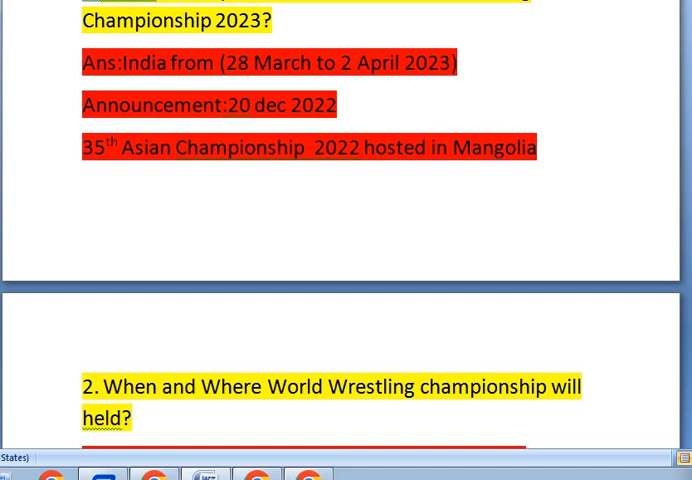 Championship 2023?
Ans:India from (28 March to 2 April 2023)
Announcement:20 dec 2022
35th Asian Championship 2022 hosted in Mangolia
2. When and Where World Wrestling championship will
held?
States)